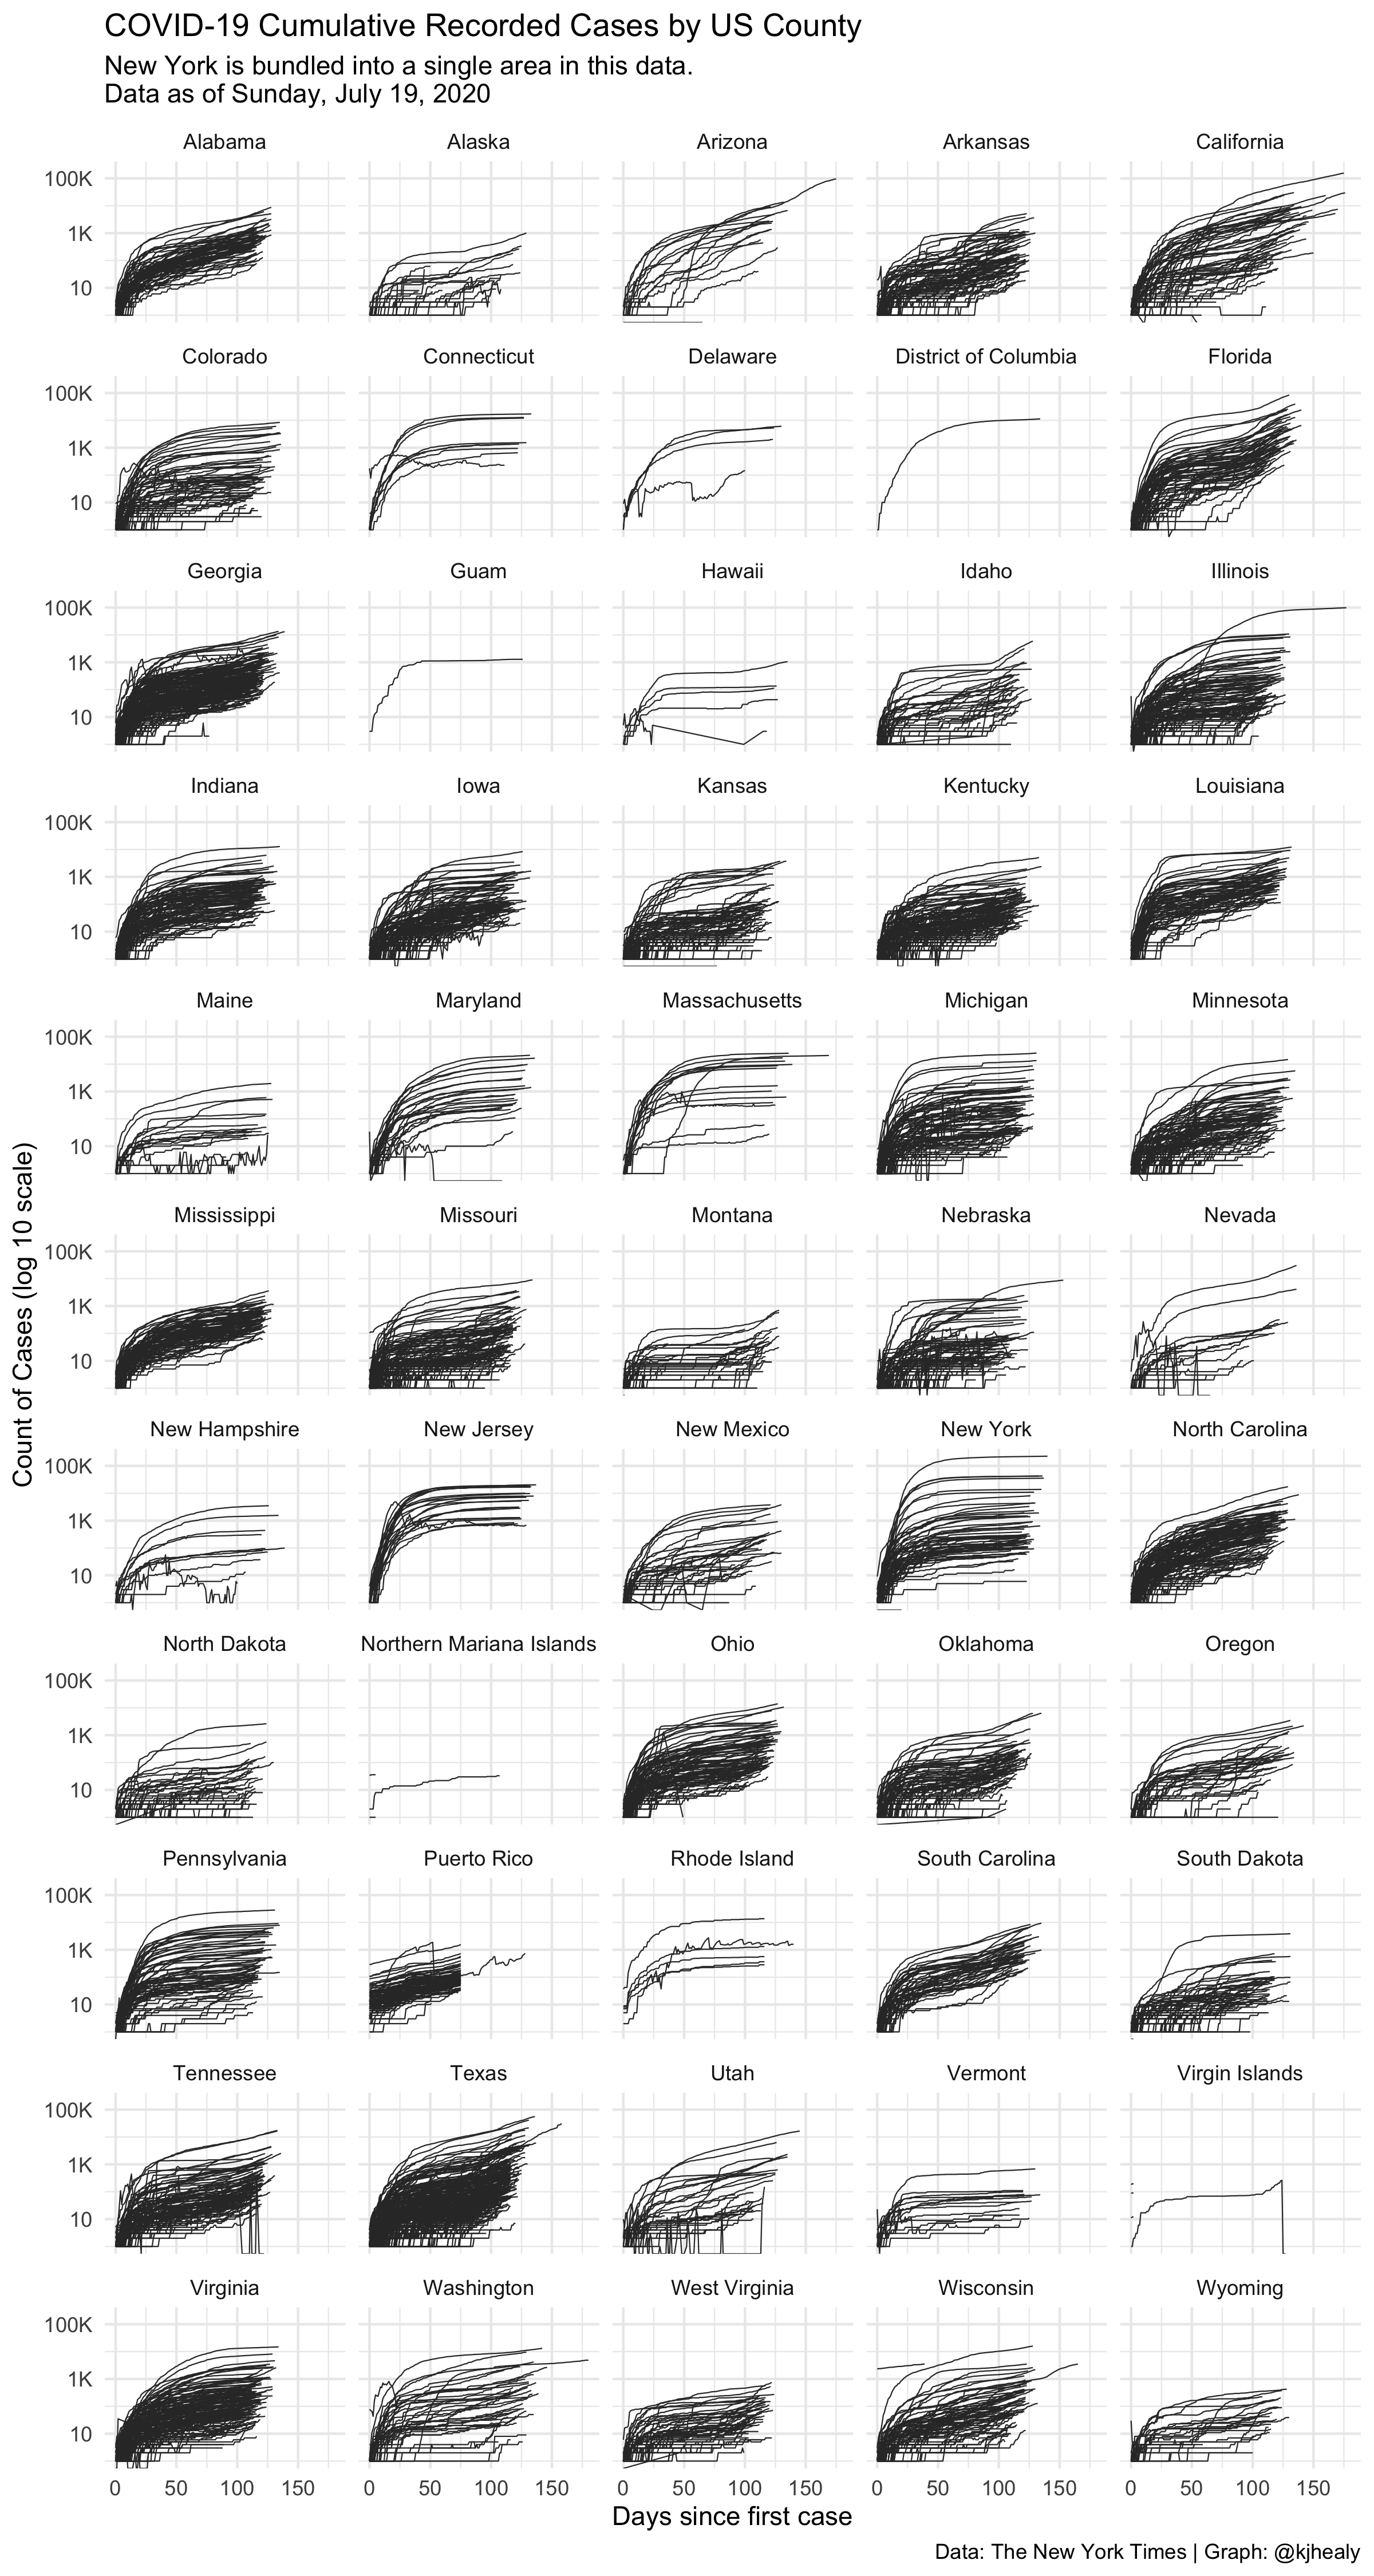 COVID-19 Cumulative Recorded Cases by US County
New York is bundled into a single area in this data.
Data as of Sunday, July 19, 2020
Alabama Alaska Arizona Arkansas California
100K
1K
10
Colorado Connecticut Delaware District of Columbia Florida
100K
1K
10
Georgia Guam Hawaii Idaho Illinois
100K
1K
10
Indiana Iowa Kansas Kentucky Louisiana
100K
1K
10
Maine Maryland Massachusetts Michigan Minnesota
100K
1K
10
Count of Cases (log 10 scale)
Mississippi Missouri Montana Nebraska Nevada
100K
1K
10
New Hampshire New Jersey New Mexico New York North Carolina
100K
1K
10
North Dakota Northern Mariana Islands Ohio Oklahoma Oregon
100K
1K
10
Pennsylvania Puerto Rico Rhode Island South Carolina South Dakota
100K
1K
10
Tennessee Texas Utah Vermont Virgin Islands
100K
1K
10
Virginia Washington West Virginia Wisconsin Wyoming
100K
1K
10
0 50 100 150 0 50 100 150 0 50 100 150 0 50 100 150 0 50 100 150
Days since first case
Data: The New York Times | Graph: @kjhealy